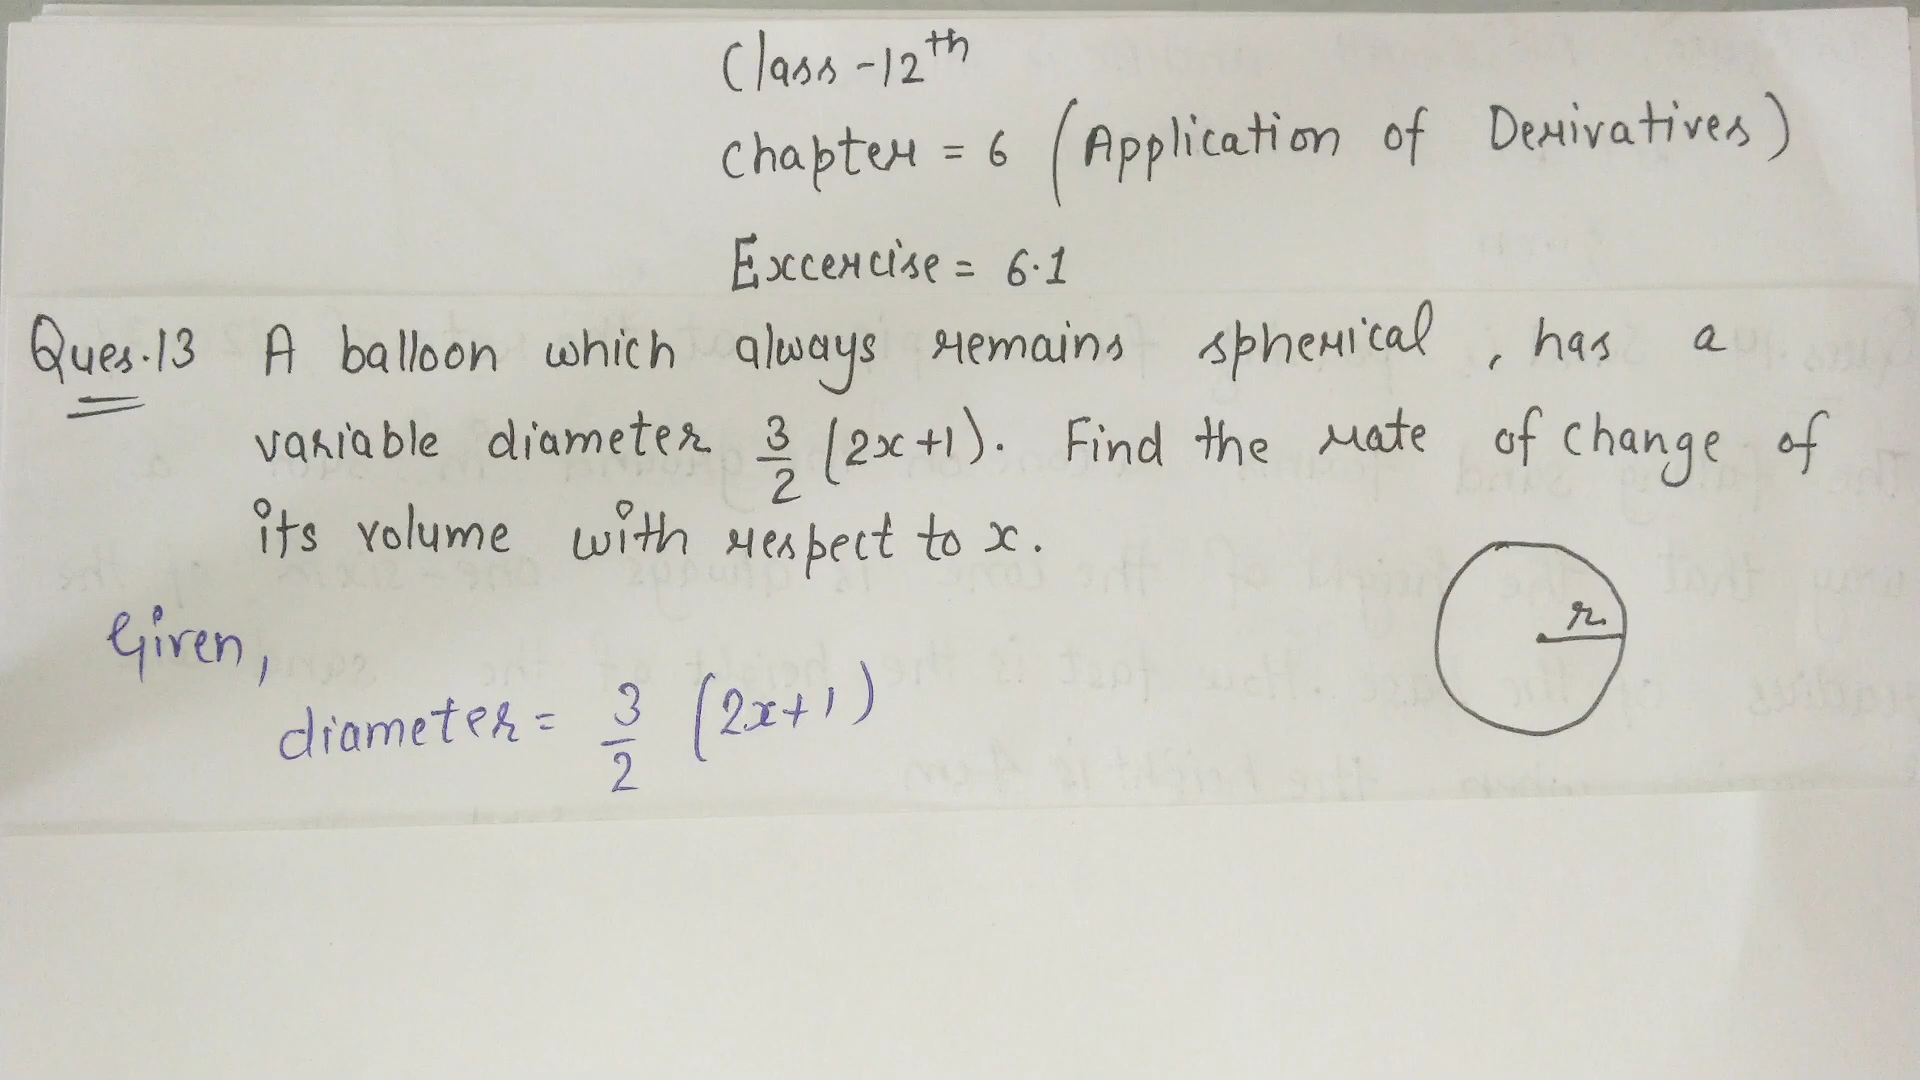 Class -12th
Chapter = 6 (Application of Derivatives)
Excercise = 6.1
Ques.13 A balloon which always remains spherical, has a
variable diameter 3/2 (2x+1). Find the rate of change of
its volume with respect to x.
r
Given,
diameter = 3/2 (2x+1)